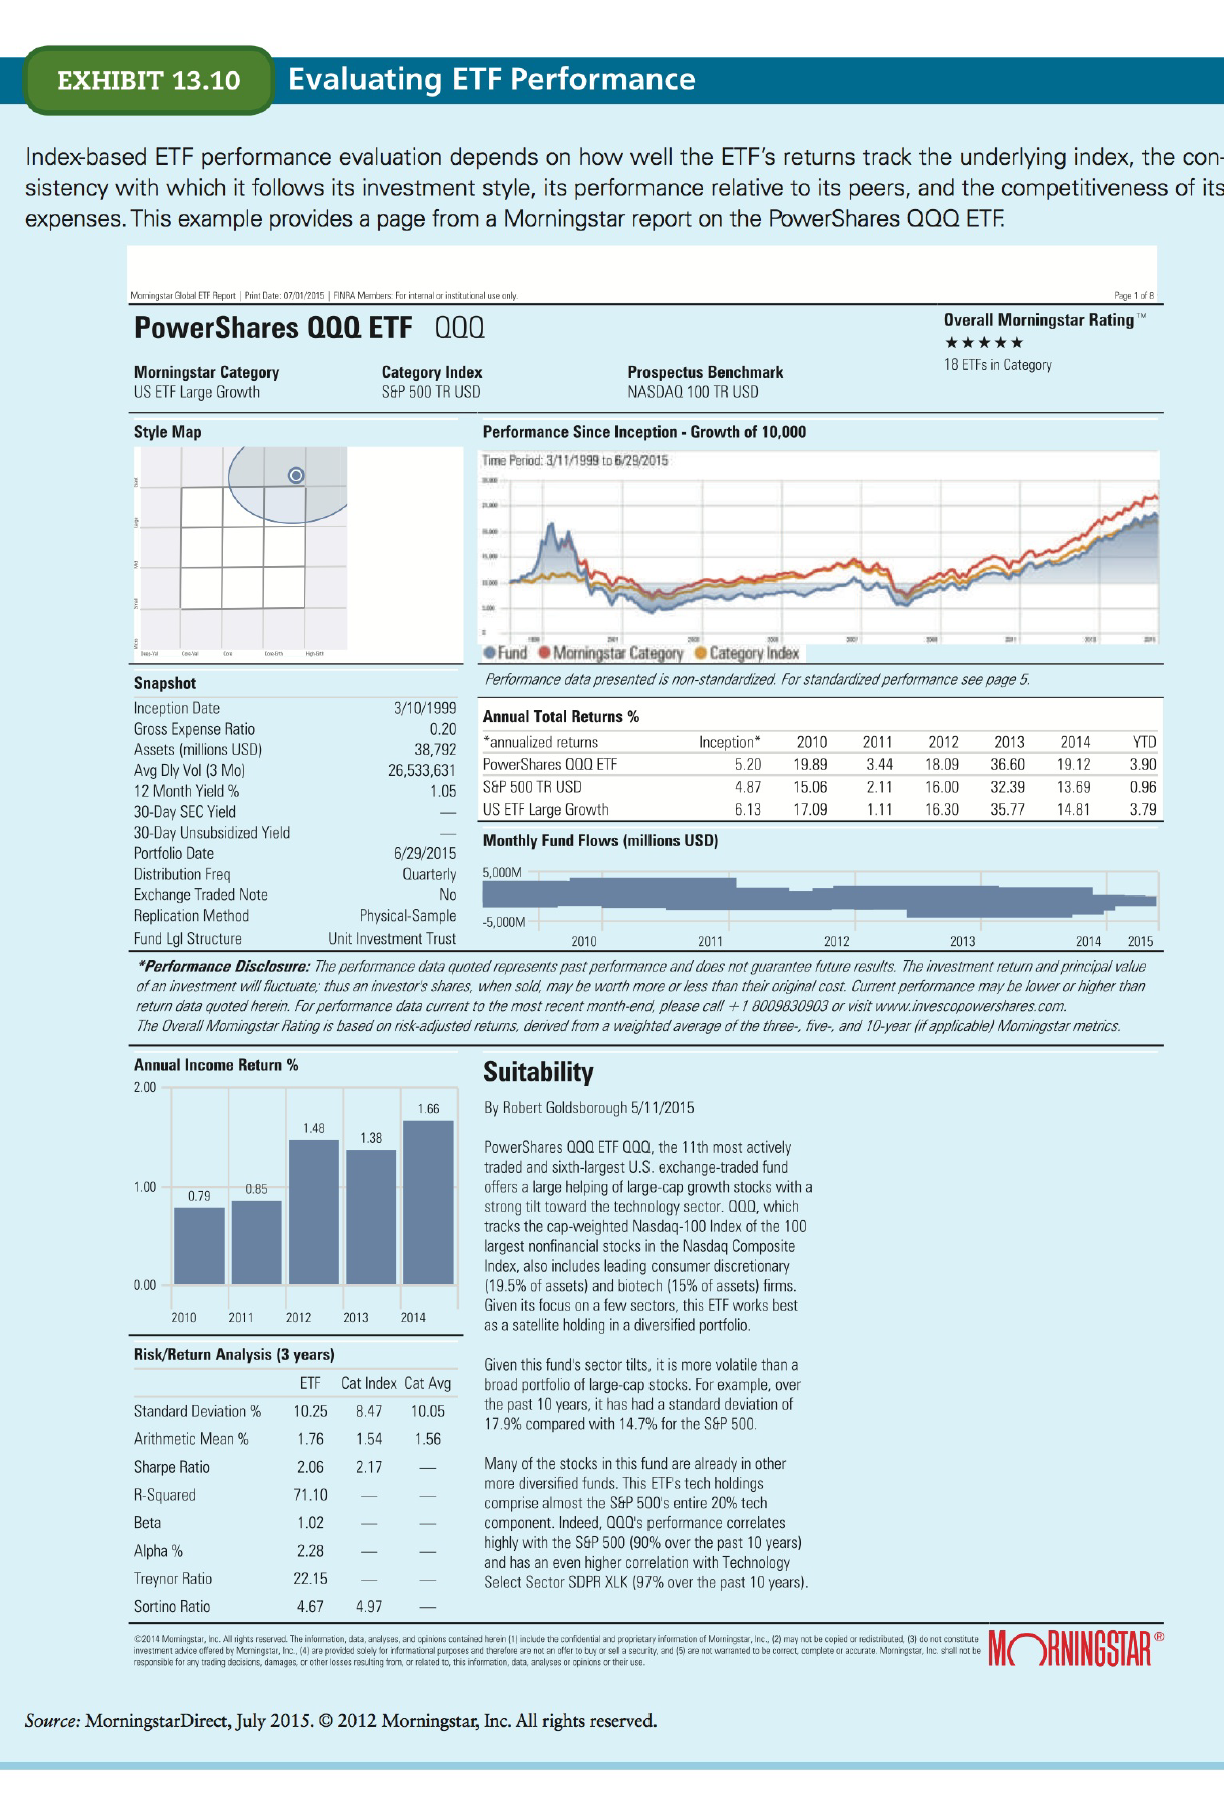 EXHIBIT 13.10 Evaluating ETF Performance
Index-based ETF performance evaluation depends on how well the ETF's returns track the underlying index, the con-
sistency with which it follows its investment style, its performance relative to its peers, and the competitiveness of its
expenses. This example provides a page from a Morningstar report on the PowerShares QQQ ETF.
Morningstar Global ETF Report | Print Date: 07/01/2015 | FINRA Members: For internal or institutional use only. Page 1 of 8
PowerShares QQQ ETF QQQ
Overall Morningstar Rating™
★★★★★
18 ETFs in Category
Morningstar Category Category Index Prospectus Benchmark
US ETF Large Growth S&P 500 TR USD NASDAQ 100 TR USD
Style Map
Deep-Val Core-Val Core Core-Grth High-Grth
Performance Since Inception - Growth of 10,000
Time Period: 3/11/1999 to 6/29/2015
30,000
25,000
20,000
15,000
10,000
5,000
0
1999 2001 2003 2005 2007 2009 2011 2013 2015
Fund Morningstar Category Category Index
Performance data presented is non-standardized. For standardized performance see page 5.
Snapshot
Inception Date 3/10/1999
Gross Expense Ratio 0.20
Assets (millions USD) 38,792
Avg Dly Vol (3 Mo) 26,533,631
12 Month Yield % 1.05
30-Day SEC Yield —
30-Day Unsubsidized Yield —
Portfolio Date 6/29/2015
Distribution Freq Quarterly
Exchange Traded Note No
Replication Method Physical-Sample
Fund Lgl Structure Unit Investment Trust
Annual Total Returns %
*annualized returns Inception* 2010 2011 2012 2013 2014 YTD
PowerShares QQQ ETF 5.20 19.89 3.44 18.09 36.60 19.12 3.90
S&P 500 TR USD 4.87 15.06 2.11 16.00 32.39 13.69 0.96
US ETF Large Growth 6.13 17.09 1.11 16.30 35.77 14.81 3.79
Monthly Fund Flows (millions USD)
5,000M
-5,000M
2010 2011 2012 2013 2014 2015
*Performance Disclosure: The performance data quoted represents past performance and does not guarantee future results. The investment return and principal value
of an investment will fluctuate; thus an investor's shares, when sold, may be worth more or less than their original cost. Current performance may be lower or higher than
return data quoted herein. For performance data current to the most recent month-end, please call +1 8009830903 or visit www.invescopowershares.com.
The Overall Morningstar Rating is based on risk-adjusted returns, derived from a weighted average of the three-, five-, and 10-year (if applicable) Morningstar metrics.
Annual Income Return %
2.00
1.00
0.00
0.79 0.85 1.48 1.38 1.66
2010 2011 2012 2013 2014
Risk/Return Analysis (3 years)
ETF Cat Index Cat Avg
Standard Deviation % 10.25 8.47 10.05
Arithmetic Mean % 1.76 1.54 1.56
Sharpe Ratio 2.06 2.17 —
R-Squared 71.10 — —
Beta 1.02 — —
Alpha % 2.28 — —
Treynor Ratio 22.15 — —
Sortino Ratio 4.67 4.97 —
Suitability
By Robert Goldsborough 5/11/2015
PowerShares QQQ ETF QQQ, the 11th most actively
traded and sixth-largest U.S. exchange-traded fund
offers a large helping of large-cap growth stocks with a
strong tilt toward the technology sector. QQQ, which
tracks the cap-weighted Nasdaq-100 Index of the 100
largest nonfinancial stocks in the Nasdaq Composite
Index, also includes leading consumer discretionary
(19.5% of assets) and biotech (15% of assets) firms.
Given its focus on a few sectors, this ETF works best
as a satellite holding in a diversified portfolio.
Given this fund's sector tilts, it is more volatile than a
broad portfolio of large-cap stocks. For example, over
the past 10 years, it has had a standard deviation of
17.9% compared with 14.7% for the S&P 500.
Many of the stocks in this fund are already in other
more diversified funds. This ETF's tech holdings
comprise almost the S&P 500's entire 20% tech
component. Indeed, QQQ's performance correlates
highly with the S&P 500 (90% over the past 10 years)
and has an even higher correlation with Technology
Select Sector SDPR XLK (97% over the past 10 years).
©2014 Morningstar, Inc. All rights reserved. The information, data, analyses, and opinions contained herein (1) include the confidential and proprietary information of Morningstar, Inc., (2) may not be copied or redistributed, (3) do not constitute
investment advice offered by Morningstar, Inc., (4) are provided solely for informational purposes and therefore are not an offer to buy or sell a security, and (5) are not warranted to be correct, complete or accurate. Morningstar, Inc. shall not be
responsible for any trading decisions, damages, or other losses resulting from, or related to, this information, data, analyses or opinions or their use.
MORNINGSTAR®
Source: MorningstarDirect, July 2015. © 2012 Morningstar, Inc. All rights reserved.